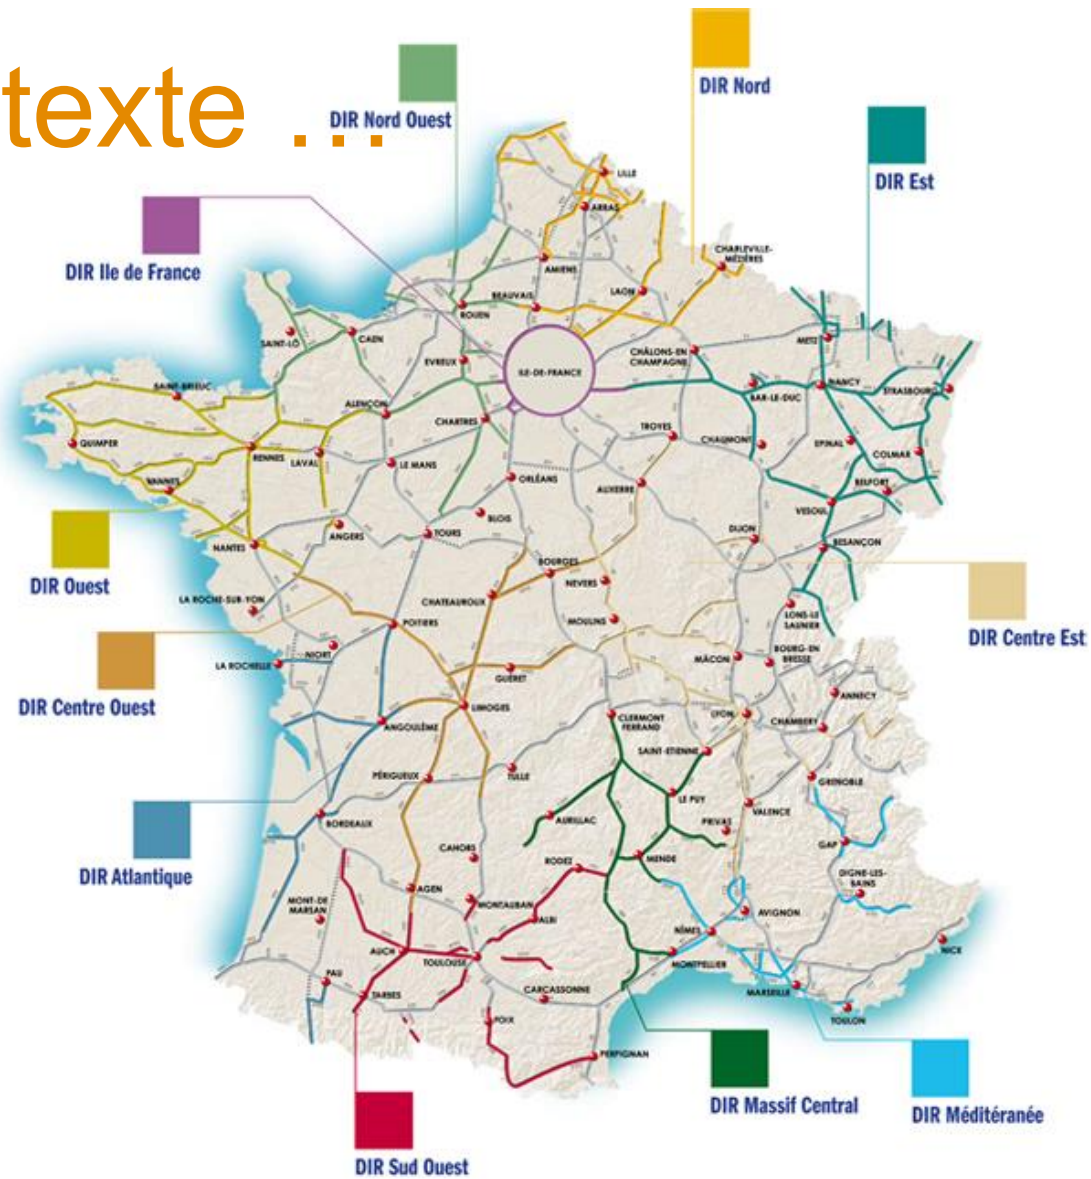 texte ...
DIR Nord
DIR Nord Ouest
DIR Est
DIR Ile de France
LILLE
ARRAS
AMIENS
CHARLEVILLE-
MÉZIÈRES
BEAUVAIS
LAON
ROUEN
SAINT-LÔ
CAEN
EVREUX
ILE-DE-FRANCE
CHÂLONS-EN
CHAMPAGNE
METZ
NANCY
STRASBOURG
BAR-LE-DUC
SAINT-BRIEUC
ALENÇON
CHARTRES
TROYES
CHAUMONT
EPINAL
COLMAR
QUIMPER
RENNES
LAVAL
LE MANS
ORLÉANS
AUXERRE
BELFORT
VANNES
VESOUL
BLOIS
ANGERS
TOURS
DIJON
BESANÇON
NANTES
DIR Ouest
BOURGES
NEVERS
LA ROCHE-SUR-YON
CHATEAUROUX
MOULINS
LONS-LE
SAUNIER
POITIERS
DIR Centre Est
NIORT
LA ROCHELLE
GUERET
MÂCON
BOURG-EN
BRESSE
DIR Centre Ouest
LIMOGES
ANNECY
ANGOULÊME
CLERMONT
FERRAND
LYON
CHAMBERY
SAINT-ETIENNE
PÉRIGUEUX
TULLE
GRENOBLE
LE PUY
VALENCE
BORDEAUX
AURILLAC
PRIVAS
DIR Atlantique
CAHORS
RODEZ
MENDE
GAP
DIGNE-LES-
BAINS
AGEN
MONT-DE
MARSAN
MONTAUBAN
ALBI
AVIGNON
NÎMES
AUCH
TOULOUSE
MONTPELLIER
NICE
PAU
TARBES
CARCASSONNE
MARSEILLE
TOULON
FOIX
PERPIGNAN
DIR Massif Central
DIR Méditéranée
DIR Sud Ouest